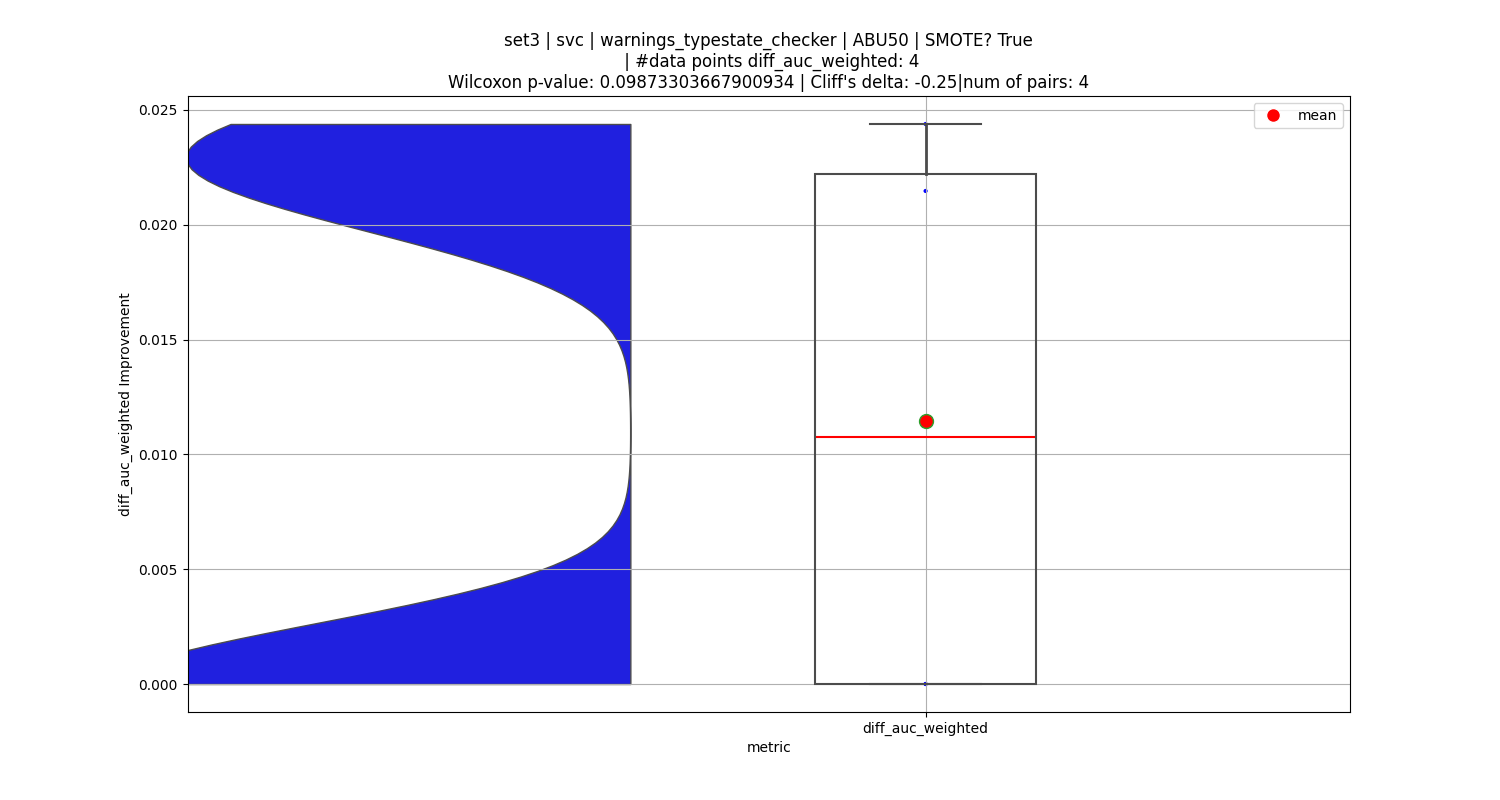 set3 | svc | warnings_typestate_checker | ABU50 | SMOTE? True
| #data points diff_auc_weighted: 4
Wilcoxon p-value: 0.09873303667900934 | Cliff's delta: -0.25|num of pairs: 4
mean
0.025
0.020
0.015
0.010
0.005
0.000
diff_auc_weighted Improvement
diff_auc_weighted
metric